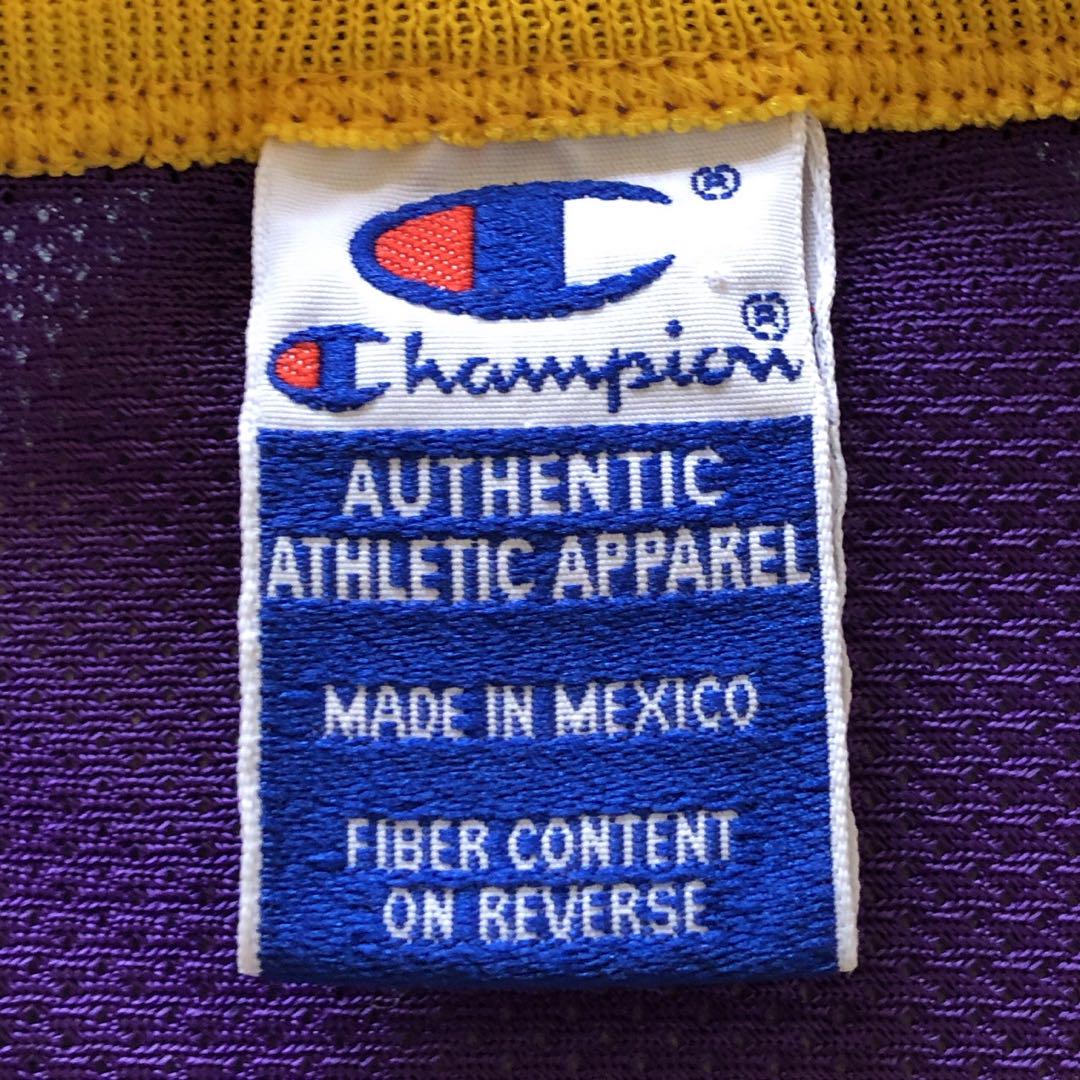 ®
Champion®
AUTHENTIC
ATHLETIC APPAREL
MADE IN MEXICO
FIBER CONTENT
ON REVERSE